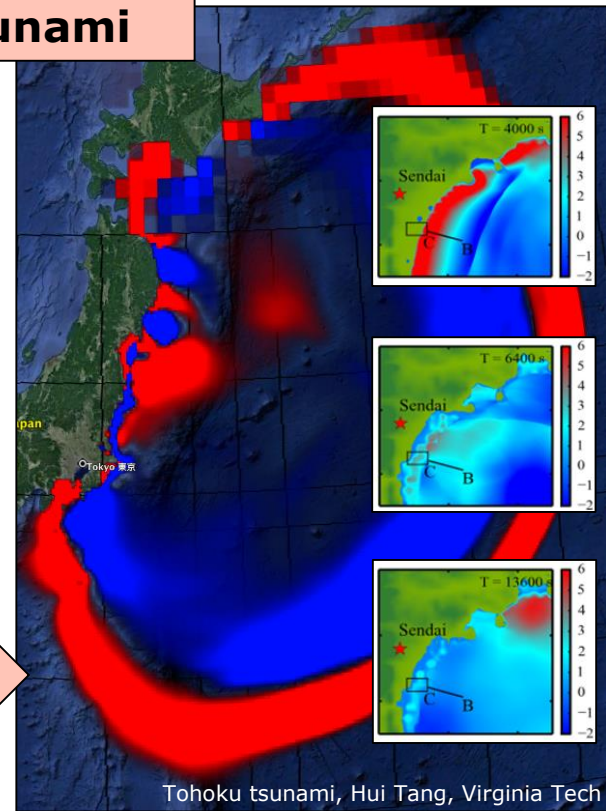 unami
T = 4000 s
Sendai
C
B
6
5
4
3
2
1
0
−1
−2
T = 6400 s
Sendai
C
B
6
5
4
3
2
1
0
−1
−2
apan
Tokyo 東京
T = 13600 s
Sendai
C
B
6
5
4
3
2
1
0
−1
−2
Tohoku tsunami, Hui Tang, Virginia Tech